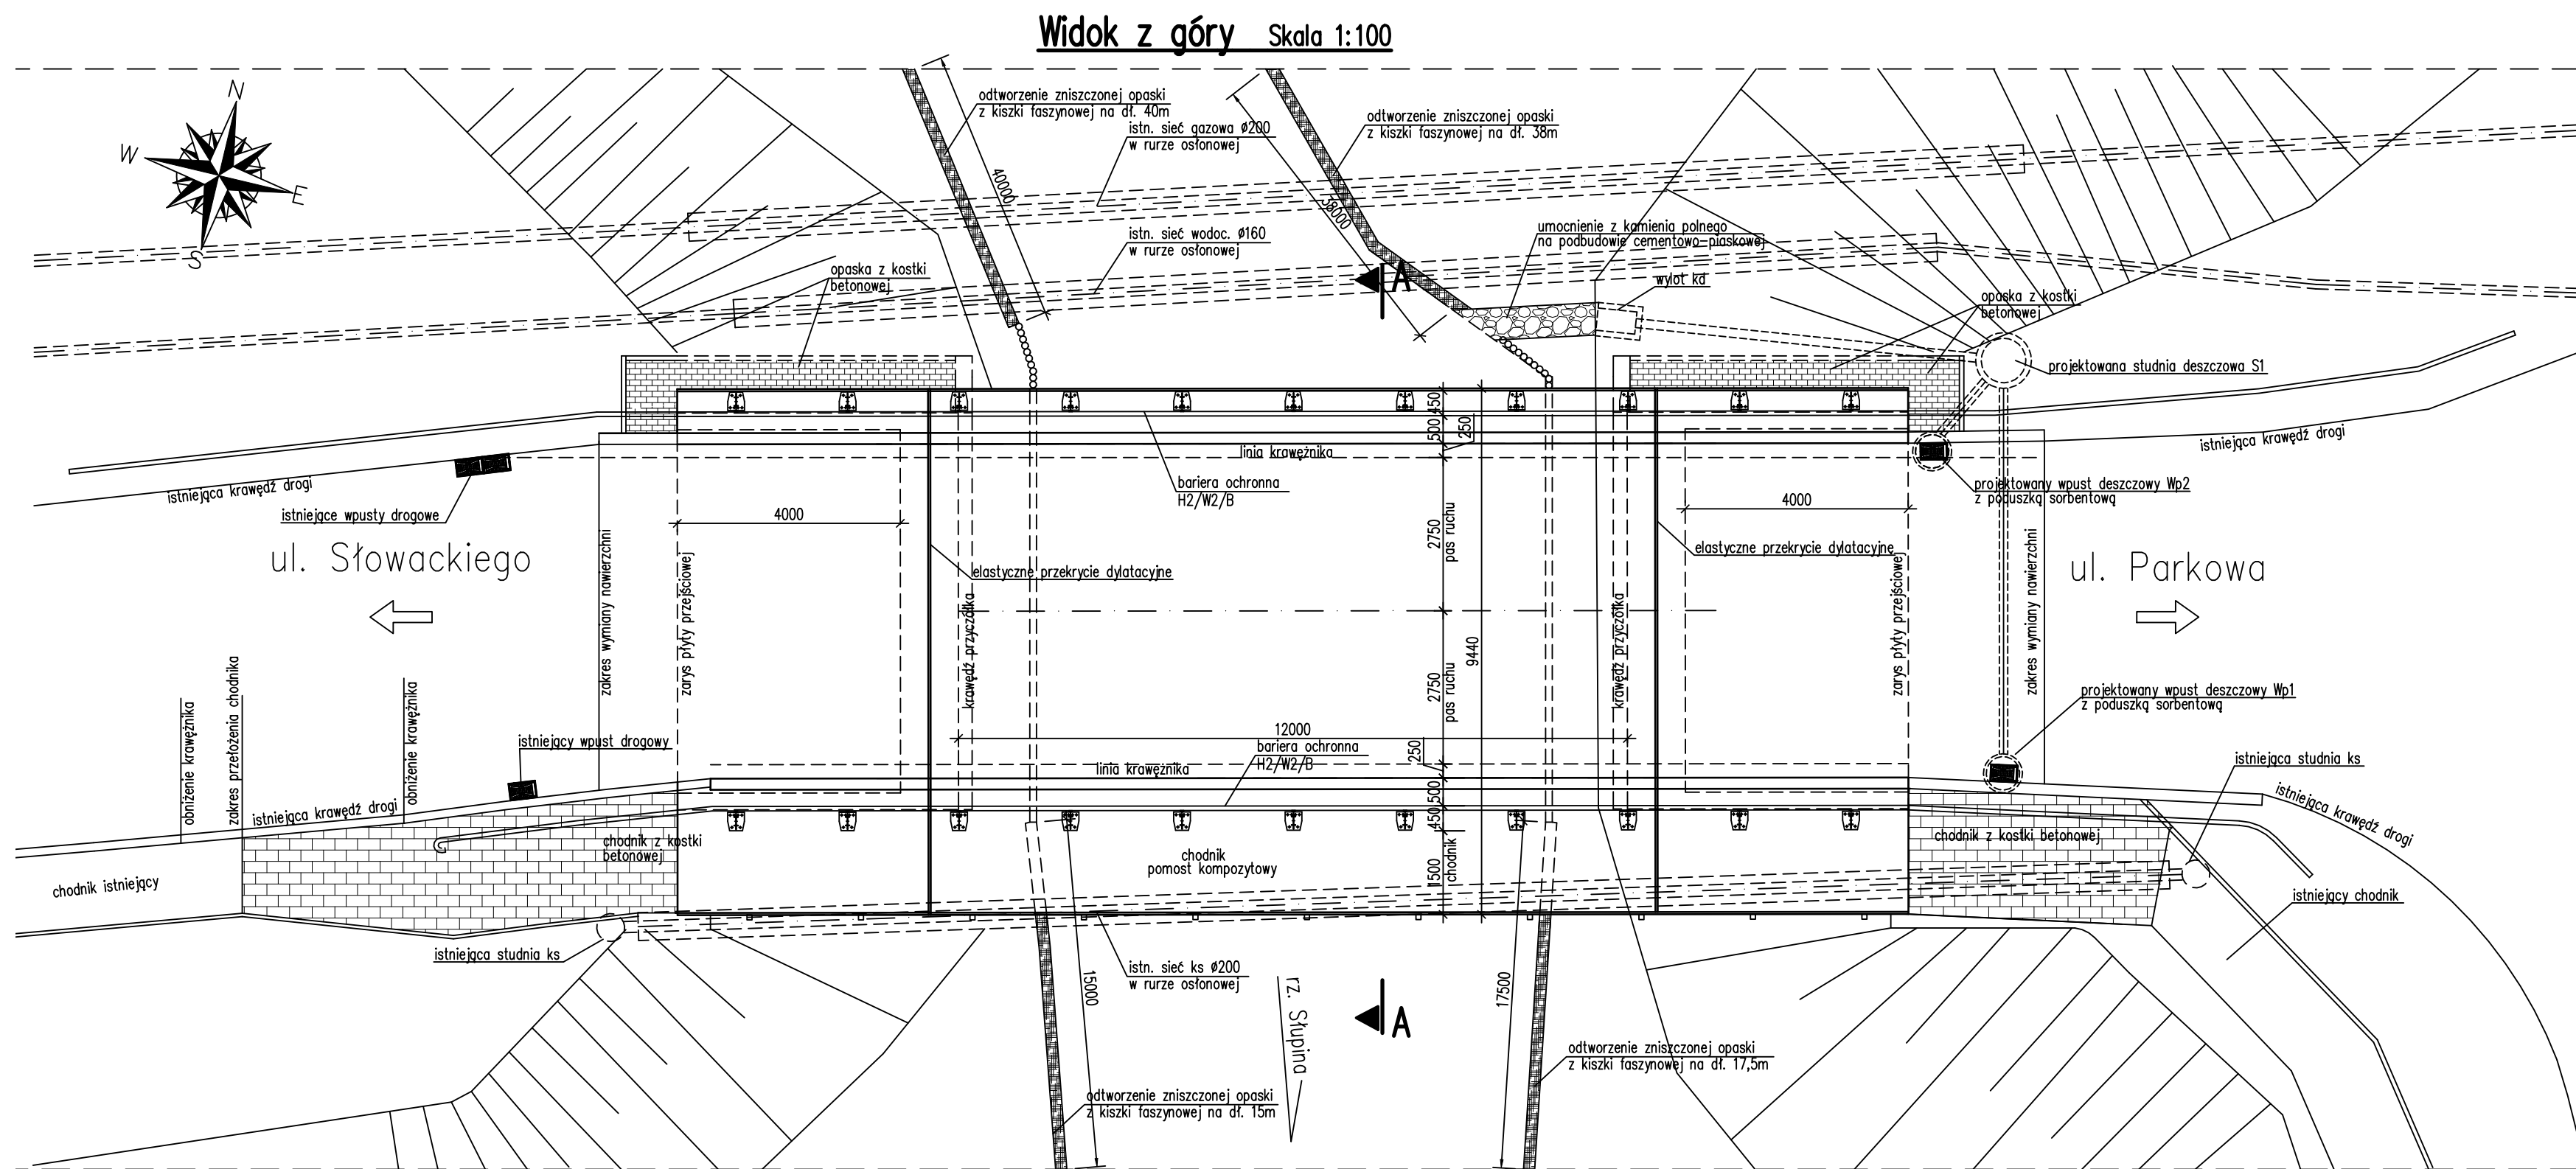 Widok z góry Skala 1:100
N
W
E
S
odtworzenie zniszczonej opaski
z kiszki faszynowej na dł. 40m
istn. sieć gazowa ø200
w rurze osłonowej
odtworzenie zniszczonej opaski
z kiszki faszynowej na dł. 38m
40000
38000
istn. sieć wodoc. ø160
w rurze osłonowej
umocnienie z kamienia polnego
na podbudowie cementowo-piaskowej
opaska z kostki
betonowej
A
wylot kd
opaska z kostki
betonowej
projektowana studnia deszczowa S1
450
500
250
linia krawężnika
istniejąca krawędź drogi
istniejąca krawędź drogi
bariera ochronna
H2/W2/B
projektowany wpust deszczowy Wp2
z poduszką sorbentową
istniejące wpusty drogowe
4000
4000
2750
pas ruchu
ul. Słowackiego
ul. Parkowa
elastyczne przekrycie dylatacyjne
elastyczne przekrycie dylatacyjne
zakres wymiany nawierzchni
zarys płyty przejściowej
krawędź przyczółka
krawędź przyczółka
zarys płyty przejściowej
zakres wymiany nawierzchni
9440
2750
pas ruchu
obniżenie krawężnika
zakres przełożenia chodnika
obniżenie krawężnika
projektowany wpust deszczowy Wp1
z poduszką sorbentową
istniejący wpust drogowy
12000
bariera ochronna
H2/W2/B
250
linia krawężnika
istniejąca studnia ks
500
450
istniejąca krawędź drogi
istniejąca krawędź drogi
chodnik z kostki
betonowej
chodnik z kostki betonowej
chodnik
pomost kompozytowy
1500
chodnik
chodnik istniejący
istniejący chodnik
istniejąca studnia ks
istn. sieć ks ø200
w rurze osłonowej
15000
17500
rz. Słupina
A
odtworzenie zniszczonej opaski
z kiszki faszynowej na dł. 17,5m
odtworzenie zniszczonej opaski
z kiszki faszynowej na dł. 15m